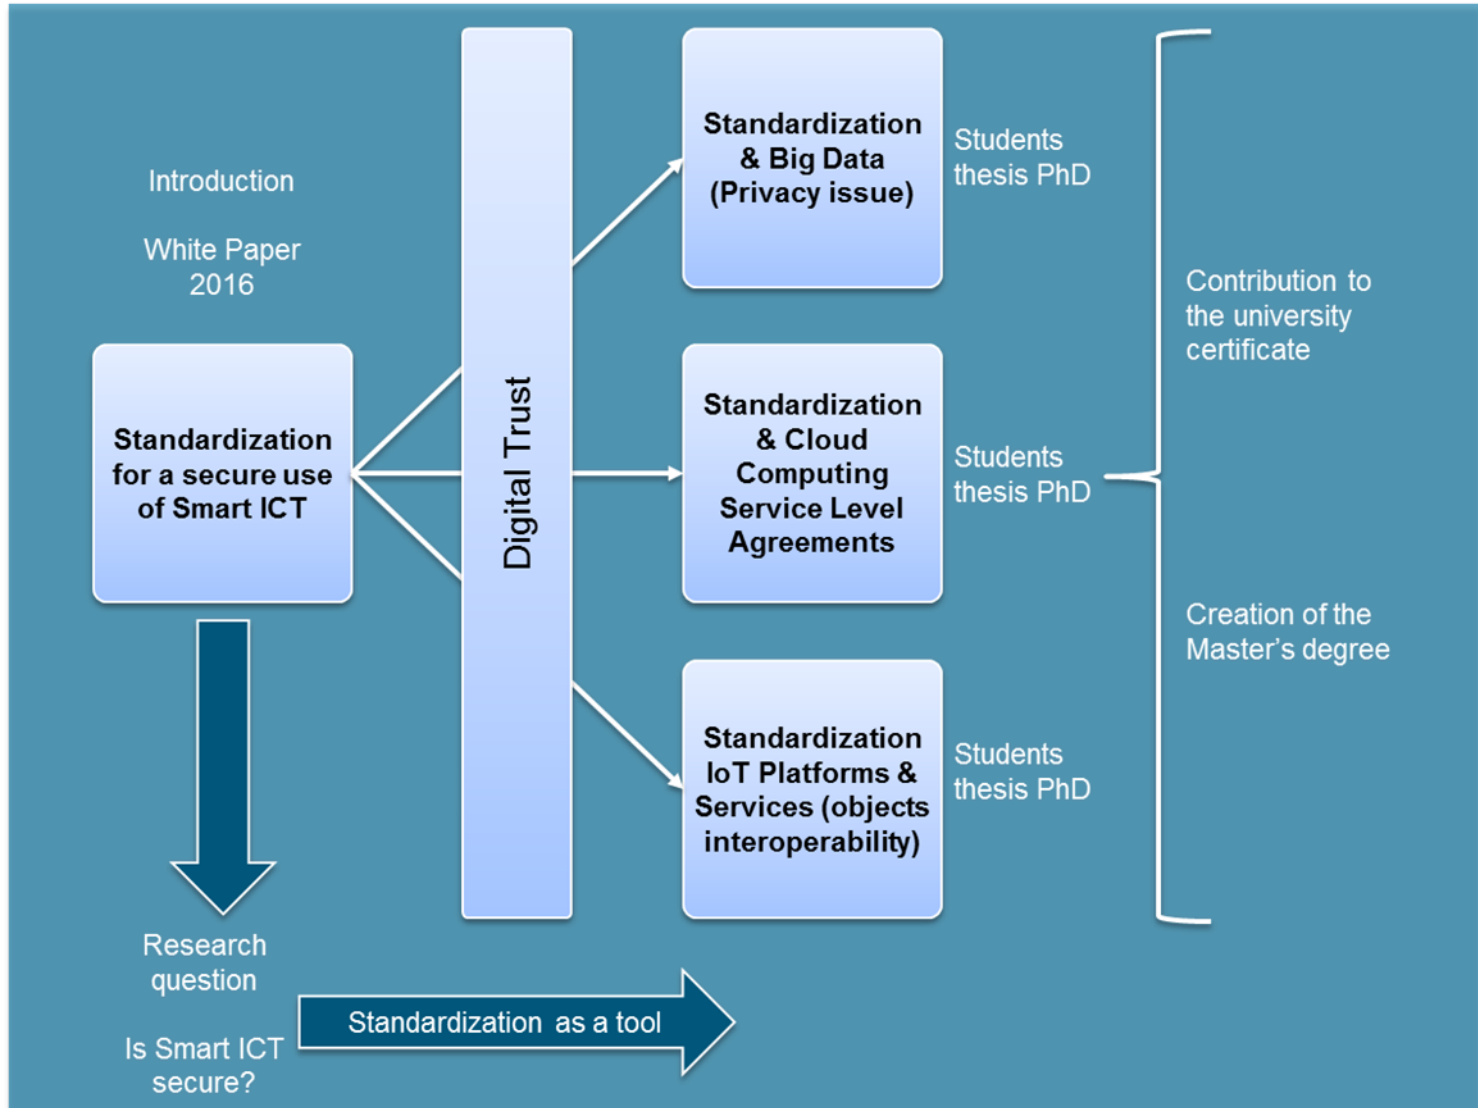 Introduction
White Paper
2016
Standardization
for a secure use
of Smart ICT
Research
question
Is Smart ICT
secure?
Standardization as a tool
Digital Trust
Standardization
& Big Data
(Privacy issue)
Students
thesis PhD
Standardization
& Cloud
Computing
Service Level
Agreements
Students
thesis PhD
Standardization
IoT Platforms &
Services (objects
interoperability)
Students
thesis PhD
Contribution to
the university
certificate
Creation of the
Master’s degree